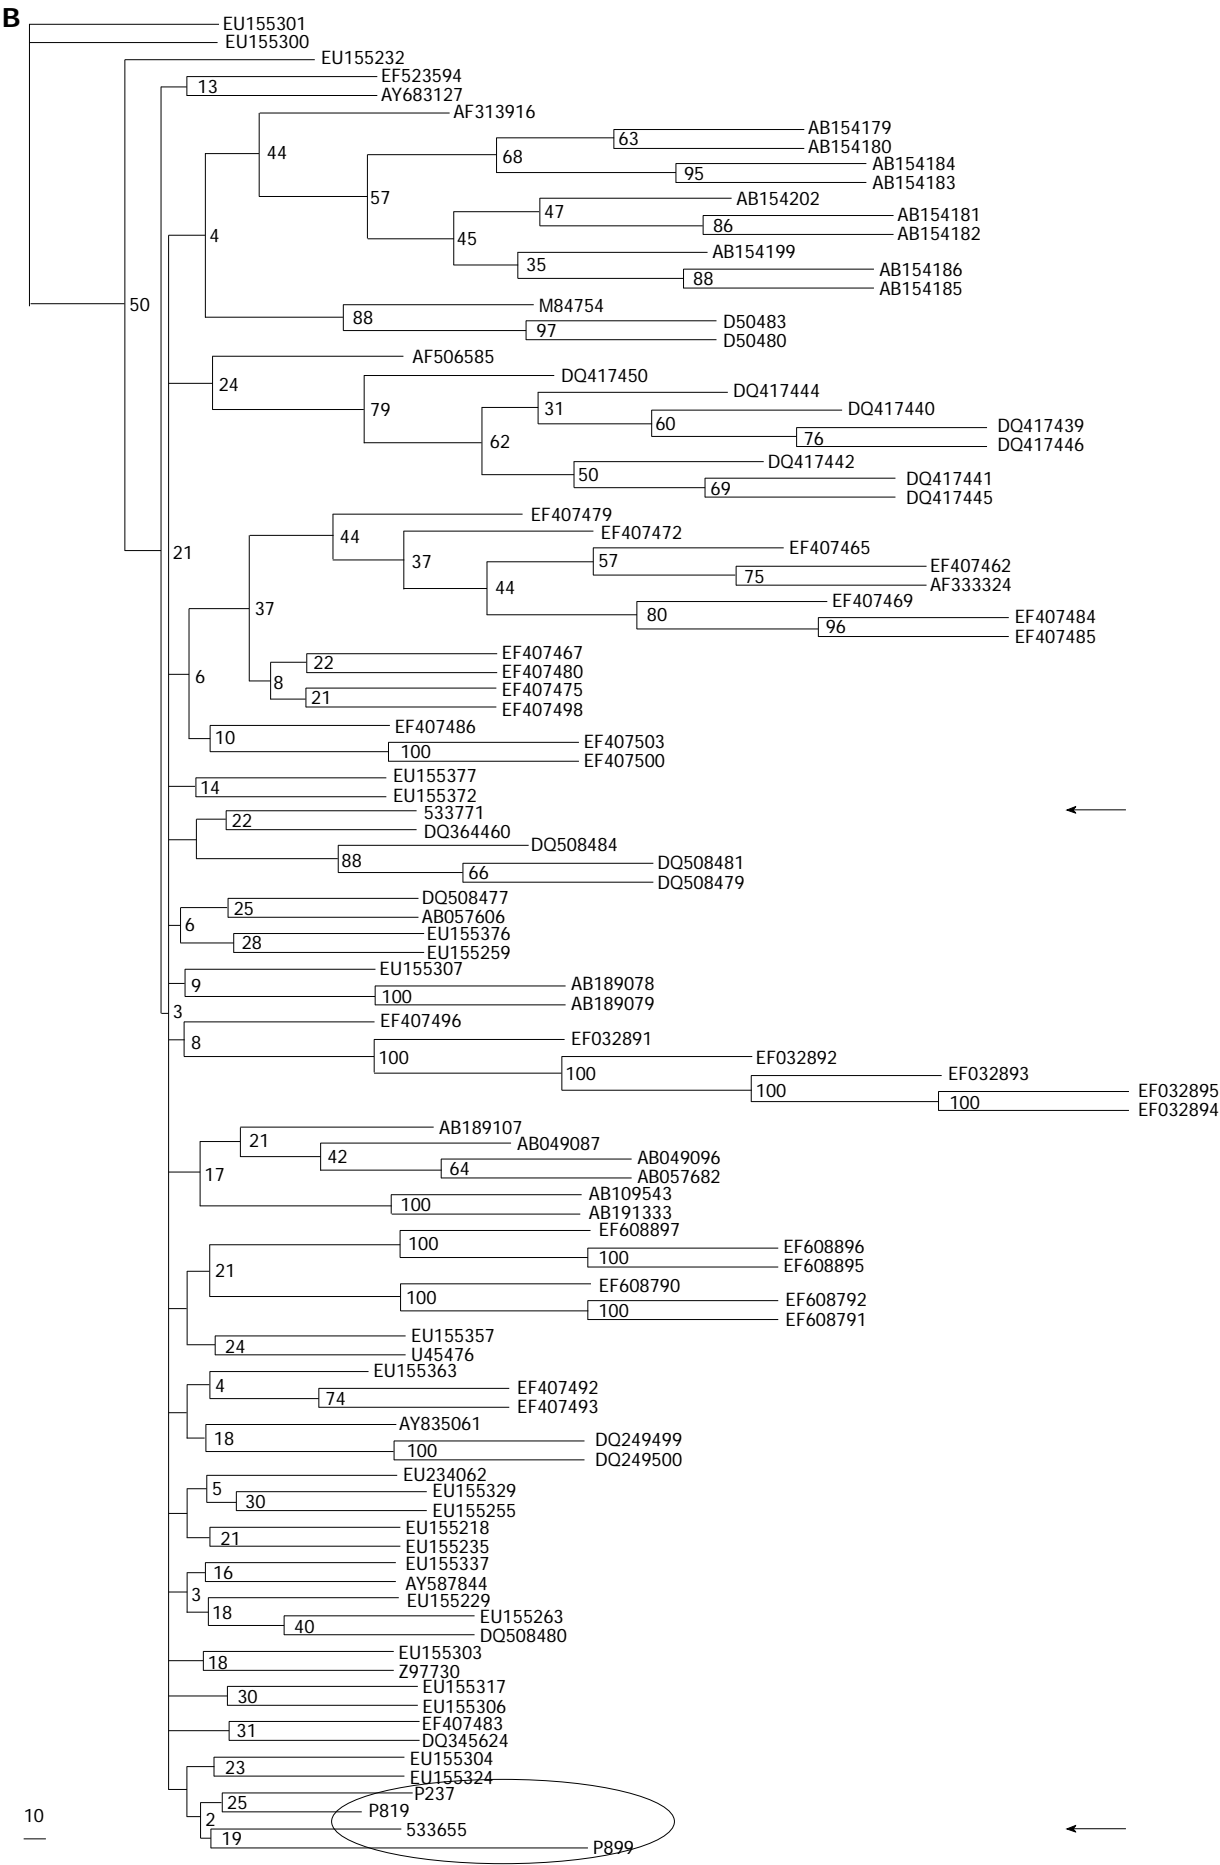 B
EU155301
EU155300
EU155232
EF523594
13
AY683127
AF313916
AB154179
63
44
AB154180
68
AB154184
95
AB154183
57
AB154202
47
AB154181
86
4
45
AB154182
AB154199
35
AB154186
88
AB154185
50
M84754
88
D50483
97
D50480
AF506585
24
DQ417450
79
DQ417444
31
DQ417440
60
DQ417439
76
62
DQ417446
DQ417442
50
DQ417441
69
DQ417445
EF407479
44
EF407472
21
37
EF407465
57
EF407462
75
44
AF333324
37
EF407469
80
EF407484
96
EF407485
EF407467
22
6
8
EF407480
EF407475
21
EF407498
EF407486
10
EF407503
100
EF407500
EU155377
14
EU155372
533771
22
DQ364460
DQ508484
88
DQ508481
66
DQ508479
DQ508477
25
AB057606
6
EU155376
28
EU155259
EU155307
9
AB189078
100
AB189079
3
EF407496
8
EF032891
100
EF032892
100
EF032893
100
EF032895
100
EF032894
AB189107
21
AB049087
42
AB049096
64
17
AB057682
AB109543
100
AB191333
EF608897
100
EF608896
100
21
EF608895
EF608790
100
EF608792
100
EF608791
EU155357
24
U45476
EU155363
4
EF407492
74
EF407493
AY835061
18
DQ249499
100
DQ249500
EU234062
5
EU155329
30
EU155255
EU155218
21
EU155235
EU155337
16
AY587844
3
EU155229
18
EU155263
40
DQ508480
EU155303
18
Z97730
EU155317
30
EU155306
EF407483
31
DQ345624
EU155304
23
EU155324
P237
25
P819
10
2
533655
19
P899